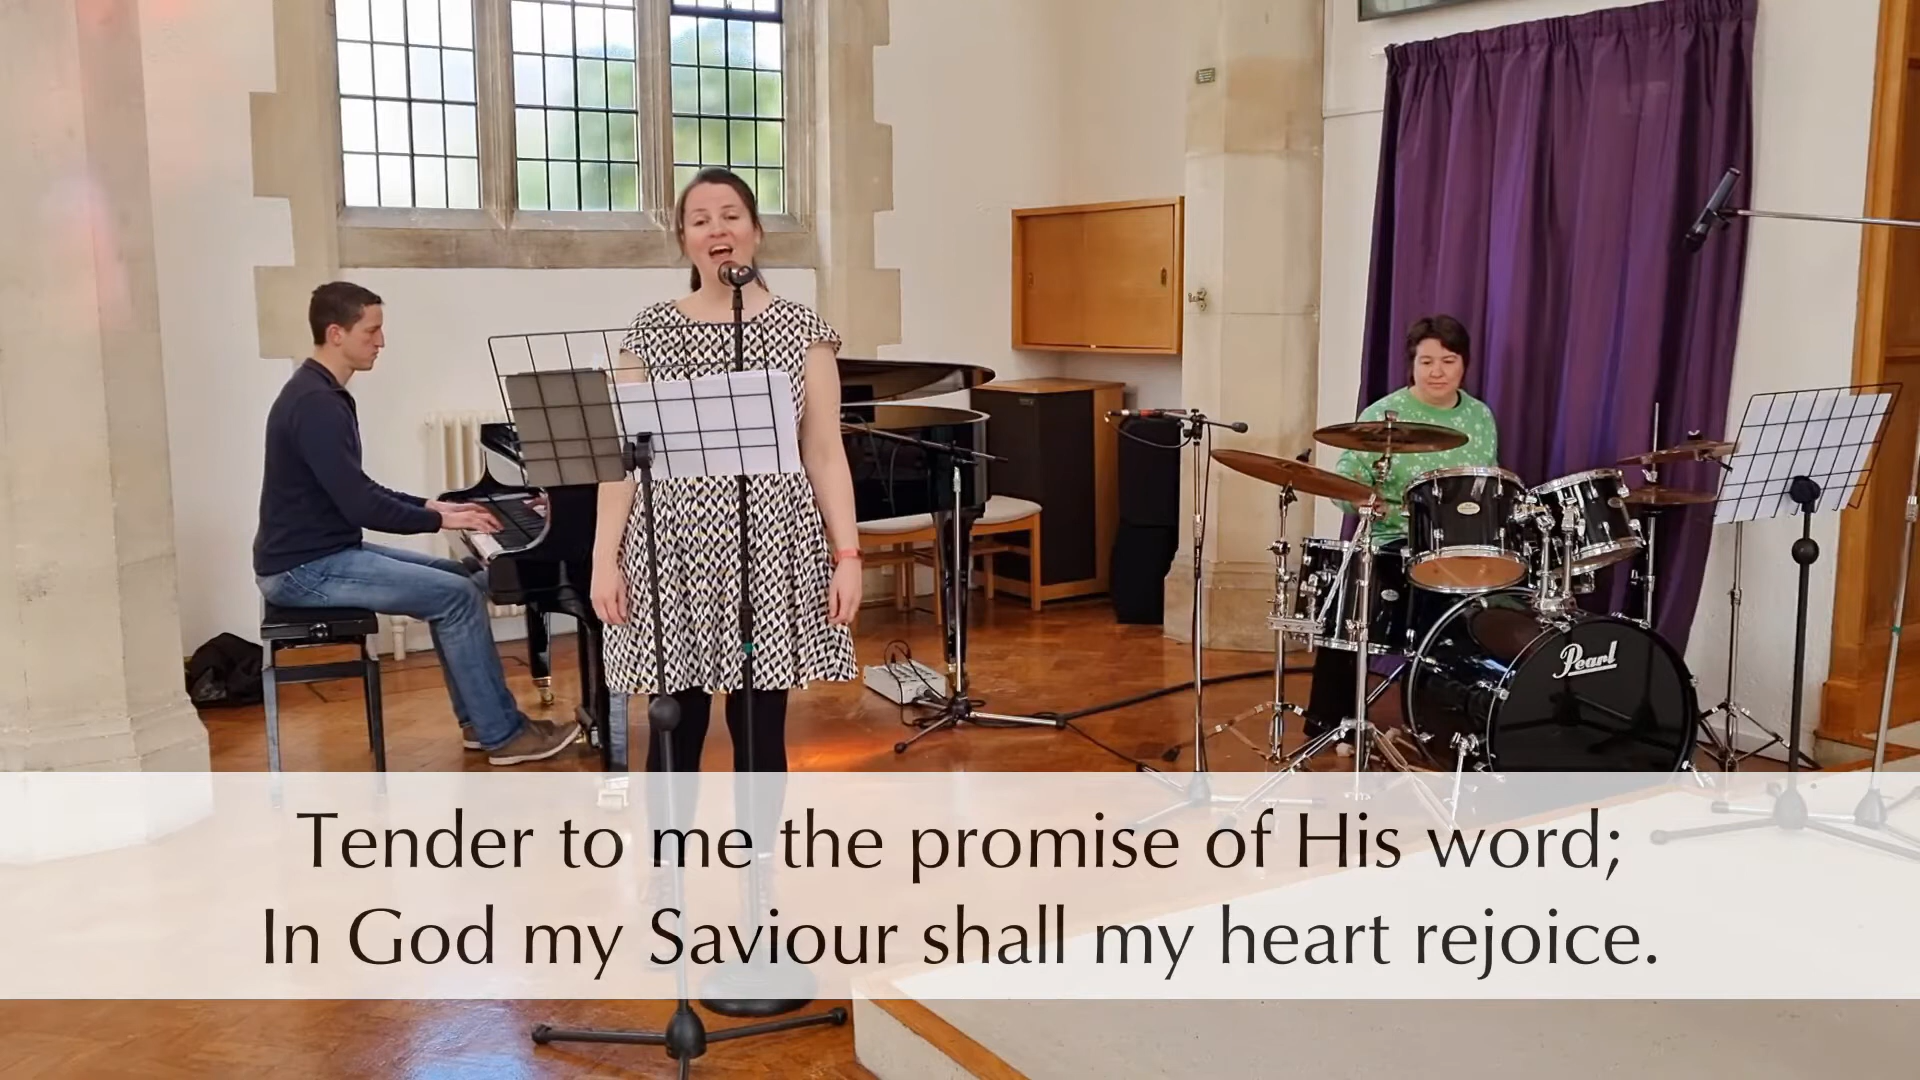 Pearl
Tender to me the promise of His word;
In God my Saviour shall my heart rejoice.